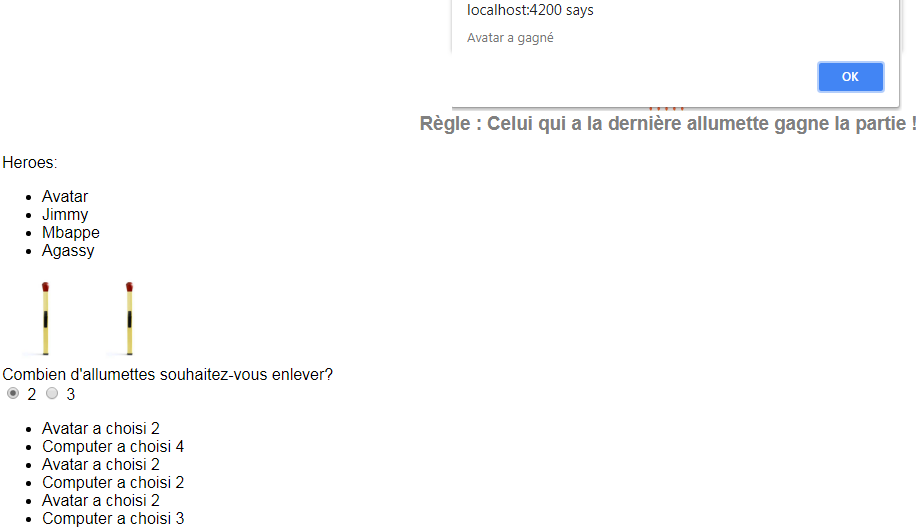 localhost:4200 says
Avatar a gagné
OK
Règle : Celui qui a la dernière allumette gagne la partie !
Heroes:
Avatar
Jimmy
Mbappe
Agassy
Combien d'allumettes souhaitez-vous enlever?
2 3
Avatar a choisi 2
Computer a choisi 4
Avatar a choisi 2
Computer a choisi 2
Avatar a choisi 2
Computer a choisi 3